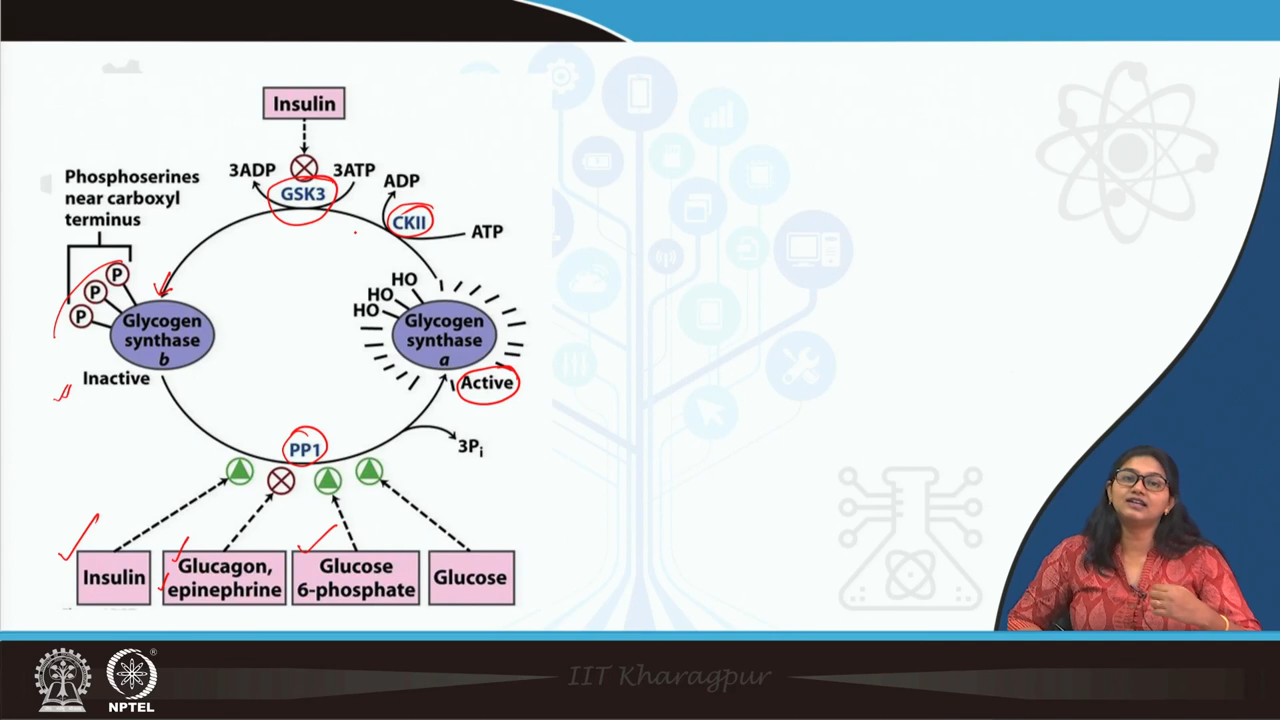 Insulin
3ADP
3ATP
GSK3
ADP
CKII
ATP
Phosphoserines
near carboxyl
terminus
P
P
P
HO
HO
HO
Glycogen
synthase
b
Inactive
Glycogen
synthase
a
Active
PP1
3Pi
Insulin
Glucagon,
epinephrine
Glucose
6-phosphate
Glucose
IIT Kharagpur
NPTEL
®